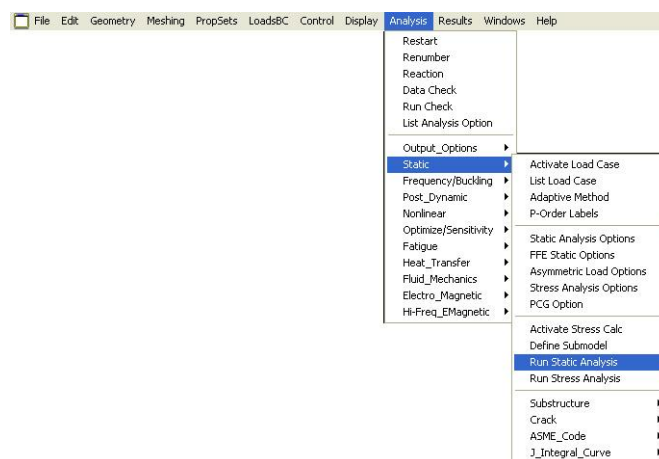 File Edit Geometry Meshing PropSets LoadsBC Control Display Analysis Results Windows Help
Restart
Renumber
Reaction
Data Check
Run Check
List Analysis Option
Output_Options
Static
Frequency/Buckling
Post_Dynamic
Nonlinear
Optimize/Sensitivity
Fatigue
Heat_Transfer
Fluid_Mechanics
Electro_Magnetic
Hi-Freq_EMagnetic
Activate Load Case
List Load Case
Adaptive Method
P-Order Labels
Static Analysis Options
FFE Static Options
Asymmetric Load Options
Stress Analysis Options
PCG Option
Activate Stress Calc
Define Submodel
Run Static Analysis
Run Stress Analysis
Substructure
Crack
ASME_Code
J_Integral_Curve